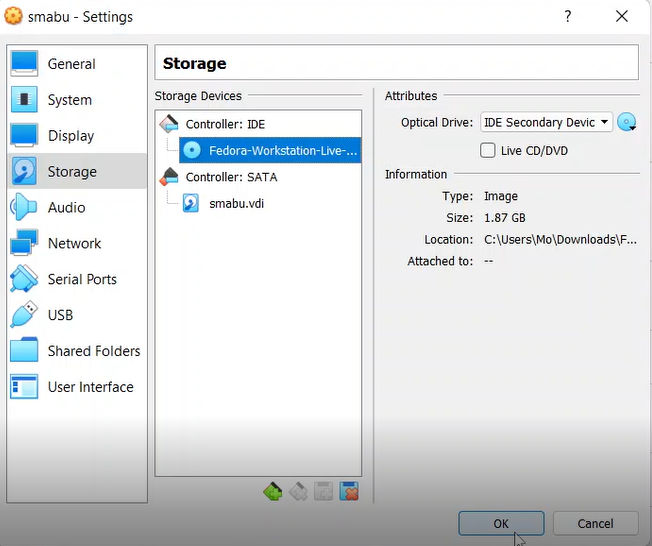 smabu - Settings
?
General
System
Display
Storage
Audio
Network
Serial Ports
USB
Shared Folders
User Interface
Storage
Storage Devices
Controller: IDE
Fedora-Workstation-Live-...
Controller: SATA
smabu.vdi
Attributes
Optical Drive: IDE Secondary Devic
Live CD/DVD
Information
Type: Image
Size: 1.87 GB
Location: C:\Users\Mo\Downloads\F...
Attached to: --
OK
Cancel